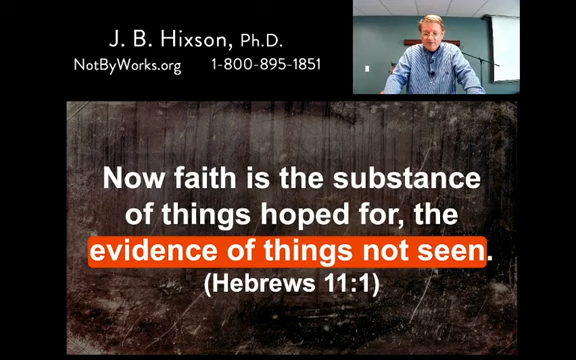 J. B. Hixson, Ph.D.
NotByWorks.org 1-800-895-1851
Now faith is the substance
of things hoped for, the
evidence of things not seen.
(Hebrews 11:1)